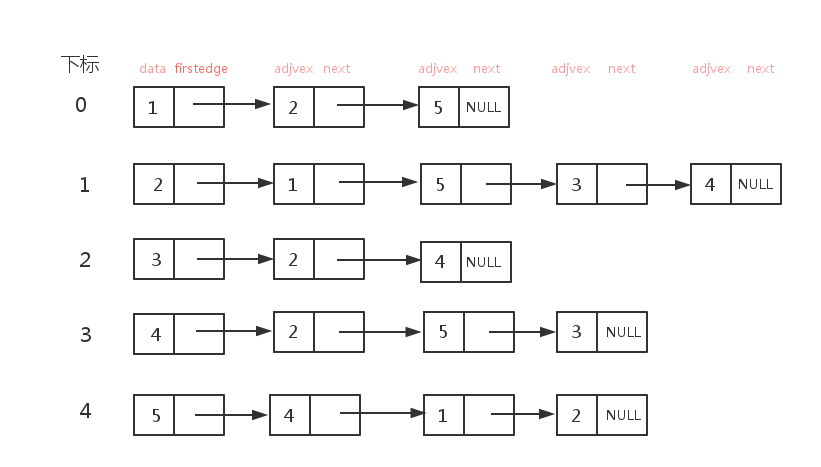 下标 data firstedge adjvex next adjvex next adjvex next adjvex next
0 1 2 5 NULL
1 2 1 5 3 4 NULL
2 3 2 4 NULL
3 4 2 5 3 NULL
4 5 4 1 2 NULL